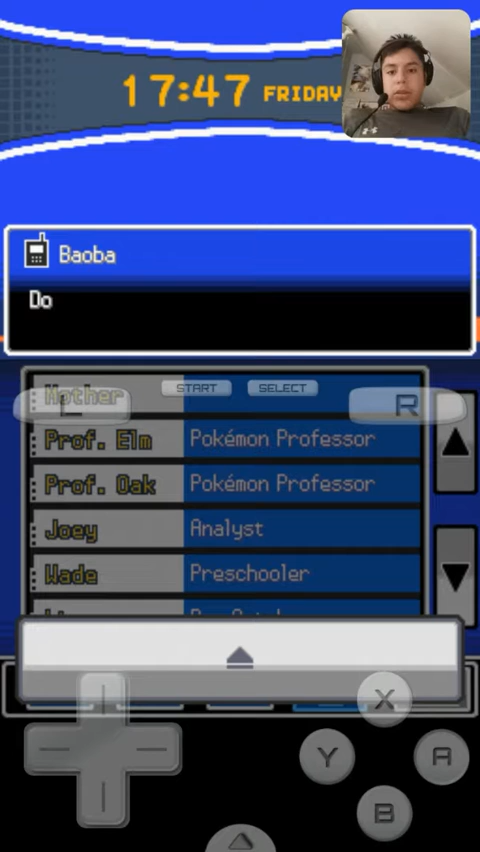 17:47 FRIDAY
Baoba
Do
Mother
START SELECT
L R
Prof. Elm Pokémon Professor
Prof. Oak Pokémon Professor
Joey Analyst
Wade Preschooler
X
Y A
B